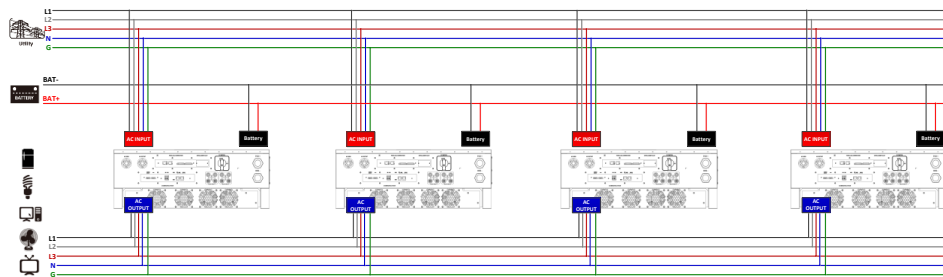 L1
L2
L3
N
G
Utility
BAT-
BATTERY
BAT+
AC INPUT
Battery
AC INPUT
Battery
AC INPUT
Battery
AC INPUT
Battery
AC
OUTPUT
AC
OUTPUT
AC
OUTPUT
AC
OUTPUT
L1
L2
L3
N
G